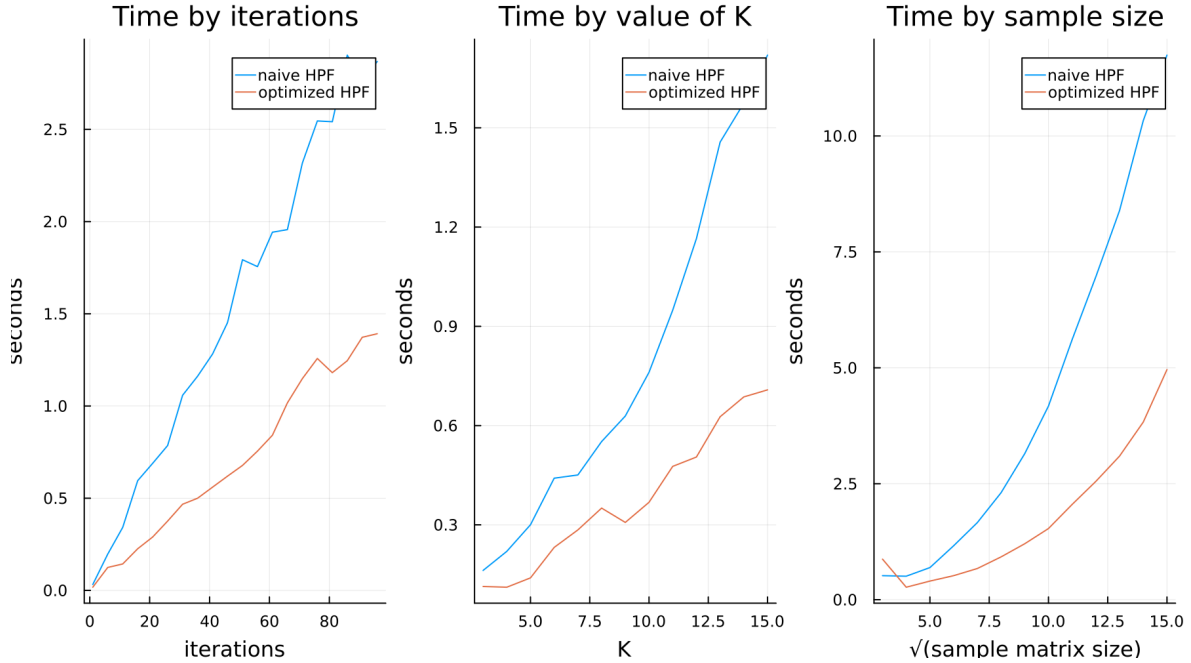 Time by iterations
naive HPF
optimized HPF
2.5
2.0
1.5
1.0
0.5
0.0
seconds
0
20
40
60
80
iterations
Time by value of K
naive HPF
optimized HPF
1.5
1.2
0.9
0.6
0.3
seconds
5.0
7.5
10.0
12.5
15.0
K
Time by sample size
naive HPF
optimized HPF
10.0
7.5
5.0
2.5
0.0
seconds
5.0
7.5
10.0
12.5
15.0
√(sample matrix size)